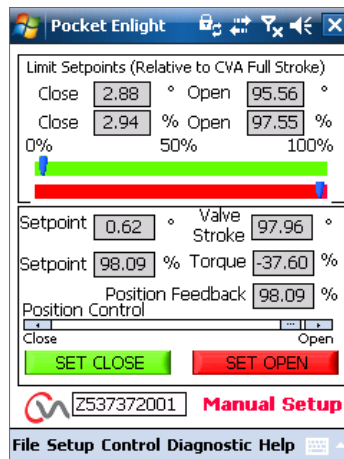 Pocket Enlight
Limit Setpoints (Relative to CVA Full Stroke)
Close 2.88 ° Open 95.56 °
Close 2.94 % Open 97.55 %
0% 50% 100%
Setpoint 0.62 ° Valve Stroke 97.96 °
Setpoint 98.09 % Torque -37.60 %
Position Feedback 98.09 %
Position Control
Close Open
SET CLOSE SET OPEN
Z537372001 Manual Setup
File Setup Control Diagnostic Help